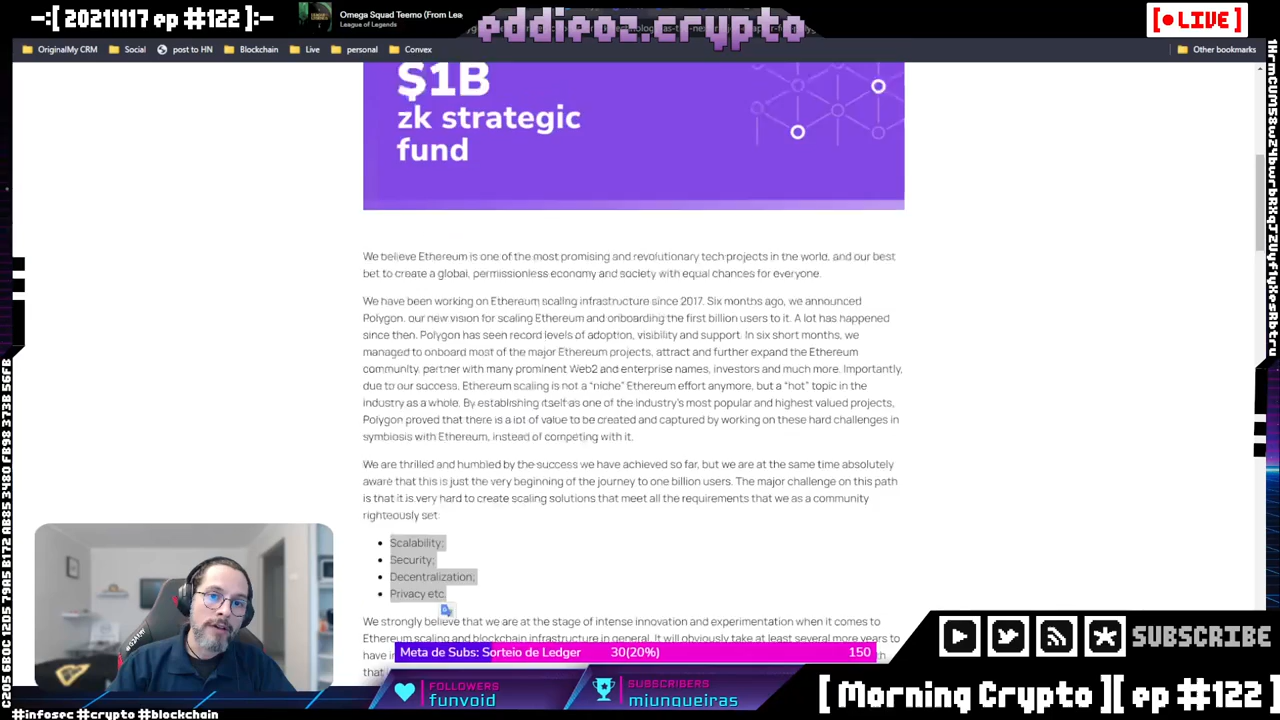 -:[ 20211117 ep #122 ]:-
Omega Squad Teemo (From Lea
League of Legends
eddieoz.crypto
[ LIVE ]
OriginalMy CRM
Social
post to HN
Blockchain
Live
personal
Convex
Other bookmarks
$1B
zk strategic
fund
We believe Ethereum is one of the most promising and revolutionary tech projects in the world, and our best
bet to create a global, permissionless economy and society with equal chances for everyone.
We have been working on Ethereum scaling infrastructure since 2017. Six months ago, we announced
Polygon, our new vision for scaling Ethereum and onboarding the first billion users to it. A lot has happened
since then. Polygon has seen record levels of adoption, visibility and support. In six short months, we
managed to onboard most of the major Ethereum projects, attract and further expand the Ethereum
community, partner with many prominent Web2 and enterprise names, investors and much more. Importantly,
due to our success, Ethereum scaling is not a “niche” Ethereum effort anymore, but a “hot” topic in the
industry as a whole. By establishing itself as one of the industry's most popular and highest valued projects,
Polygon proved that there is a lot of value to be created and captured by working on these hard challenges in
symbiosis with Ethereum, instead of competing with it.
We are thrilled and humbled by the success we have achieved so far, but we are at the same time absolutely
aware that this is just the very beginning of the journey to one billion users. The major challenge on this path
is that it is very hard to create scaling solutions that meet all the requirements that we as a community
righteously set:
Scalability;
Security;
Decentralization;
Privacy etc.
We strongly believe that we are at the stage of intense innovation and experimentation when it comes to
Ethereum scaling and blockchain infrastructure in general. It will obviously take at least several more years to
have in
that
Meta de Subs: Sorteio de Ledger 30(20%) 150
FOLLOWERS
funvoid
SUBSCRIBERS
mjunqueiras
SUBSCRIBE
[ Morning Crypto ][ ep #122 ]
#infosec #crypto #blockchain